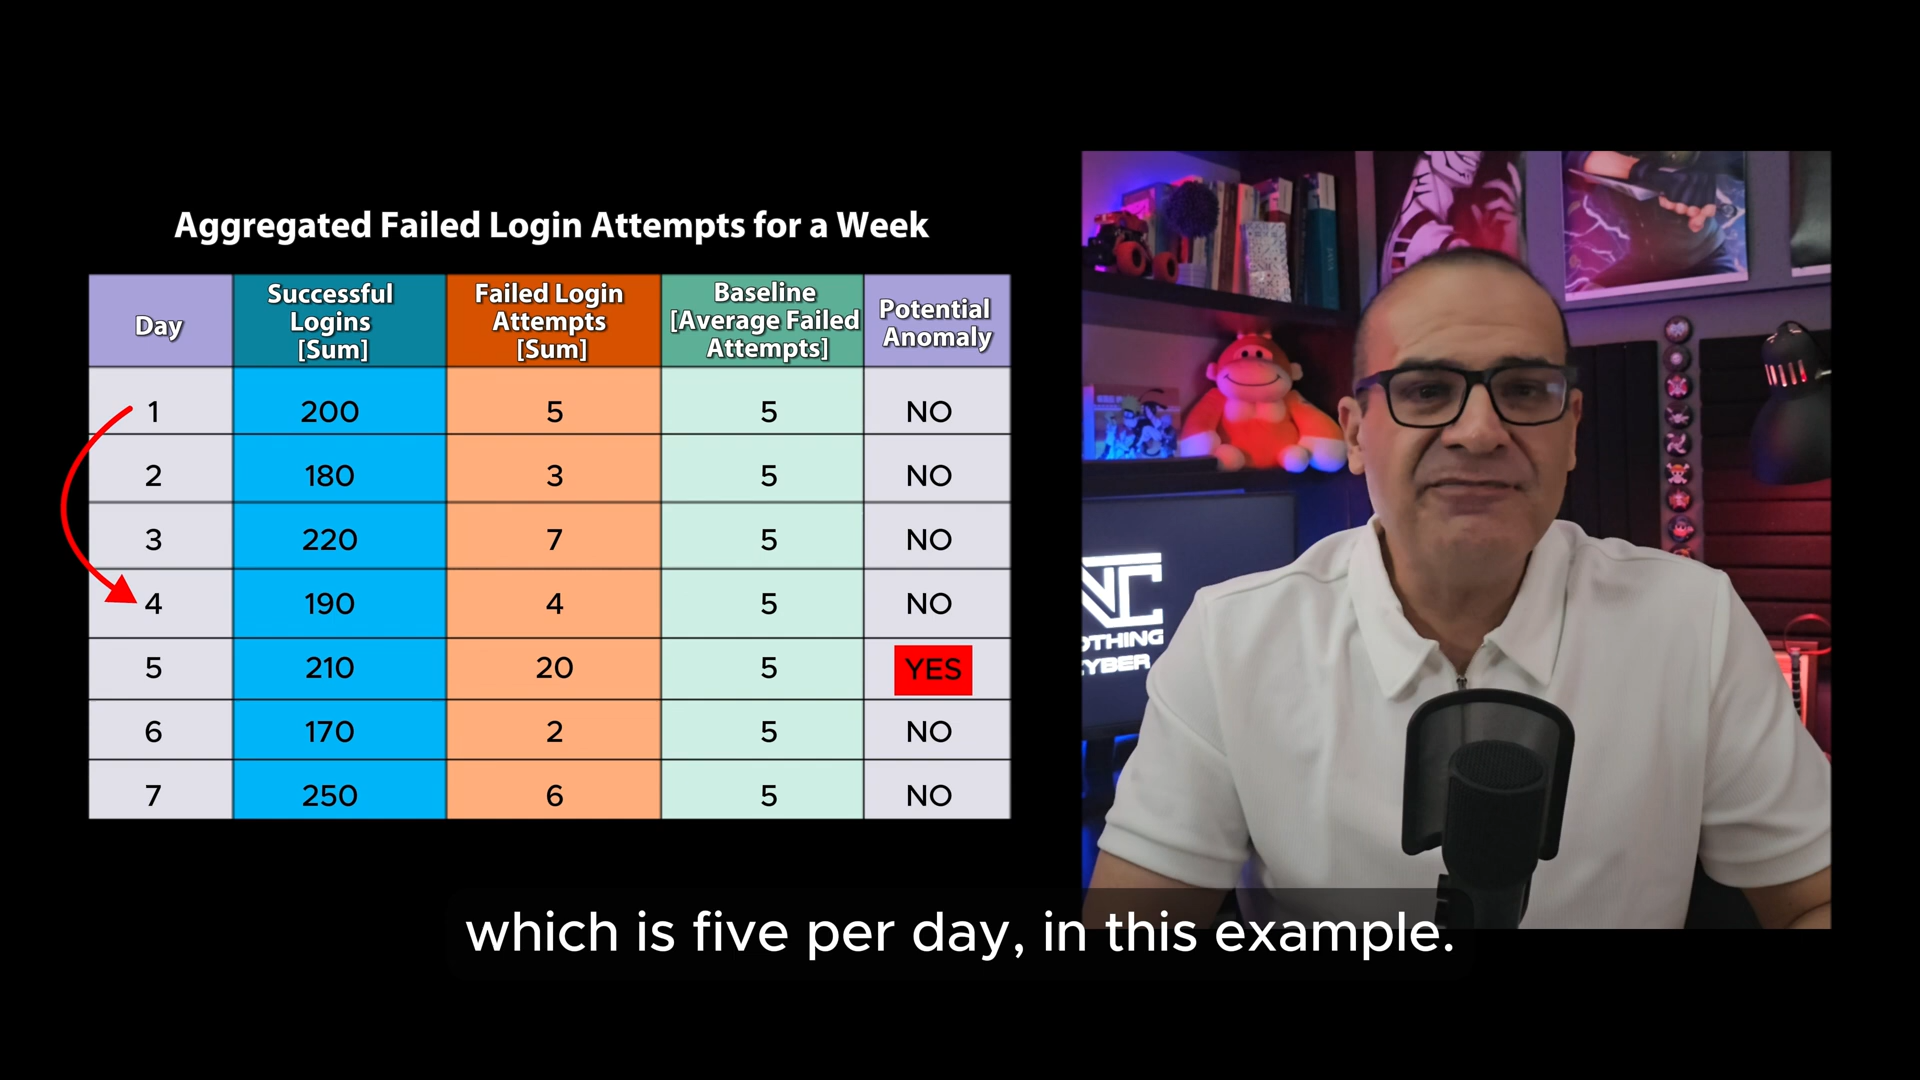 Aggregated Failed Login Attempts for a Week
Day
Successful
Logins
[Sum]
Failed Login
Attempts
[Sum]
Baseline
[Average Failed
Attempts]
Potential
Anomaly
1 200 5 5 NO
2 180 3 5 NO
3 220 7 5 NO
4 190 4 5 NO
5 210 20 5 YES
6 170 2 5 NO
7 250 6 5 NO
NC
OTHING
YBER
which is five per day, in this example.